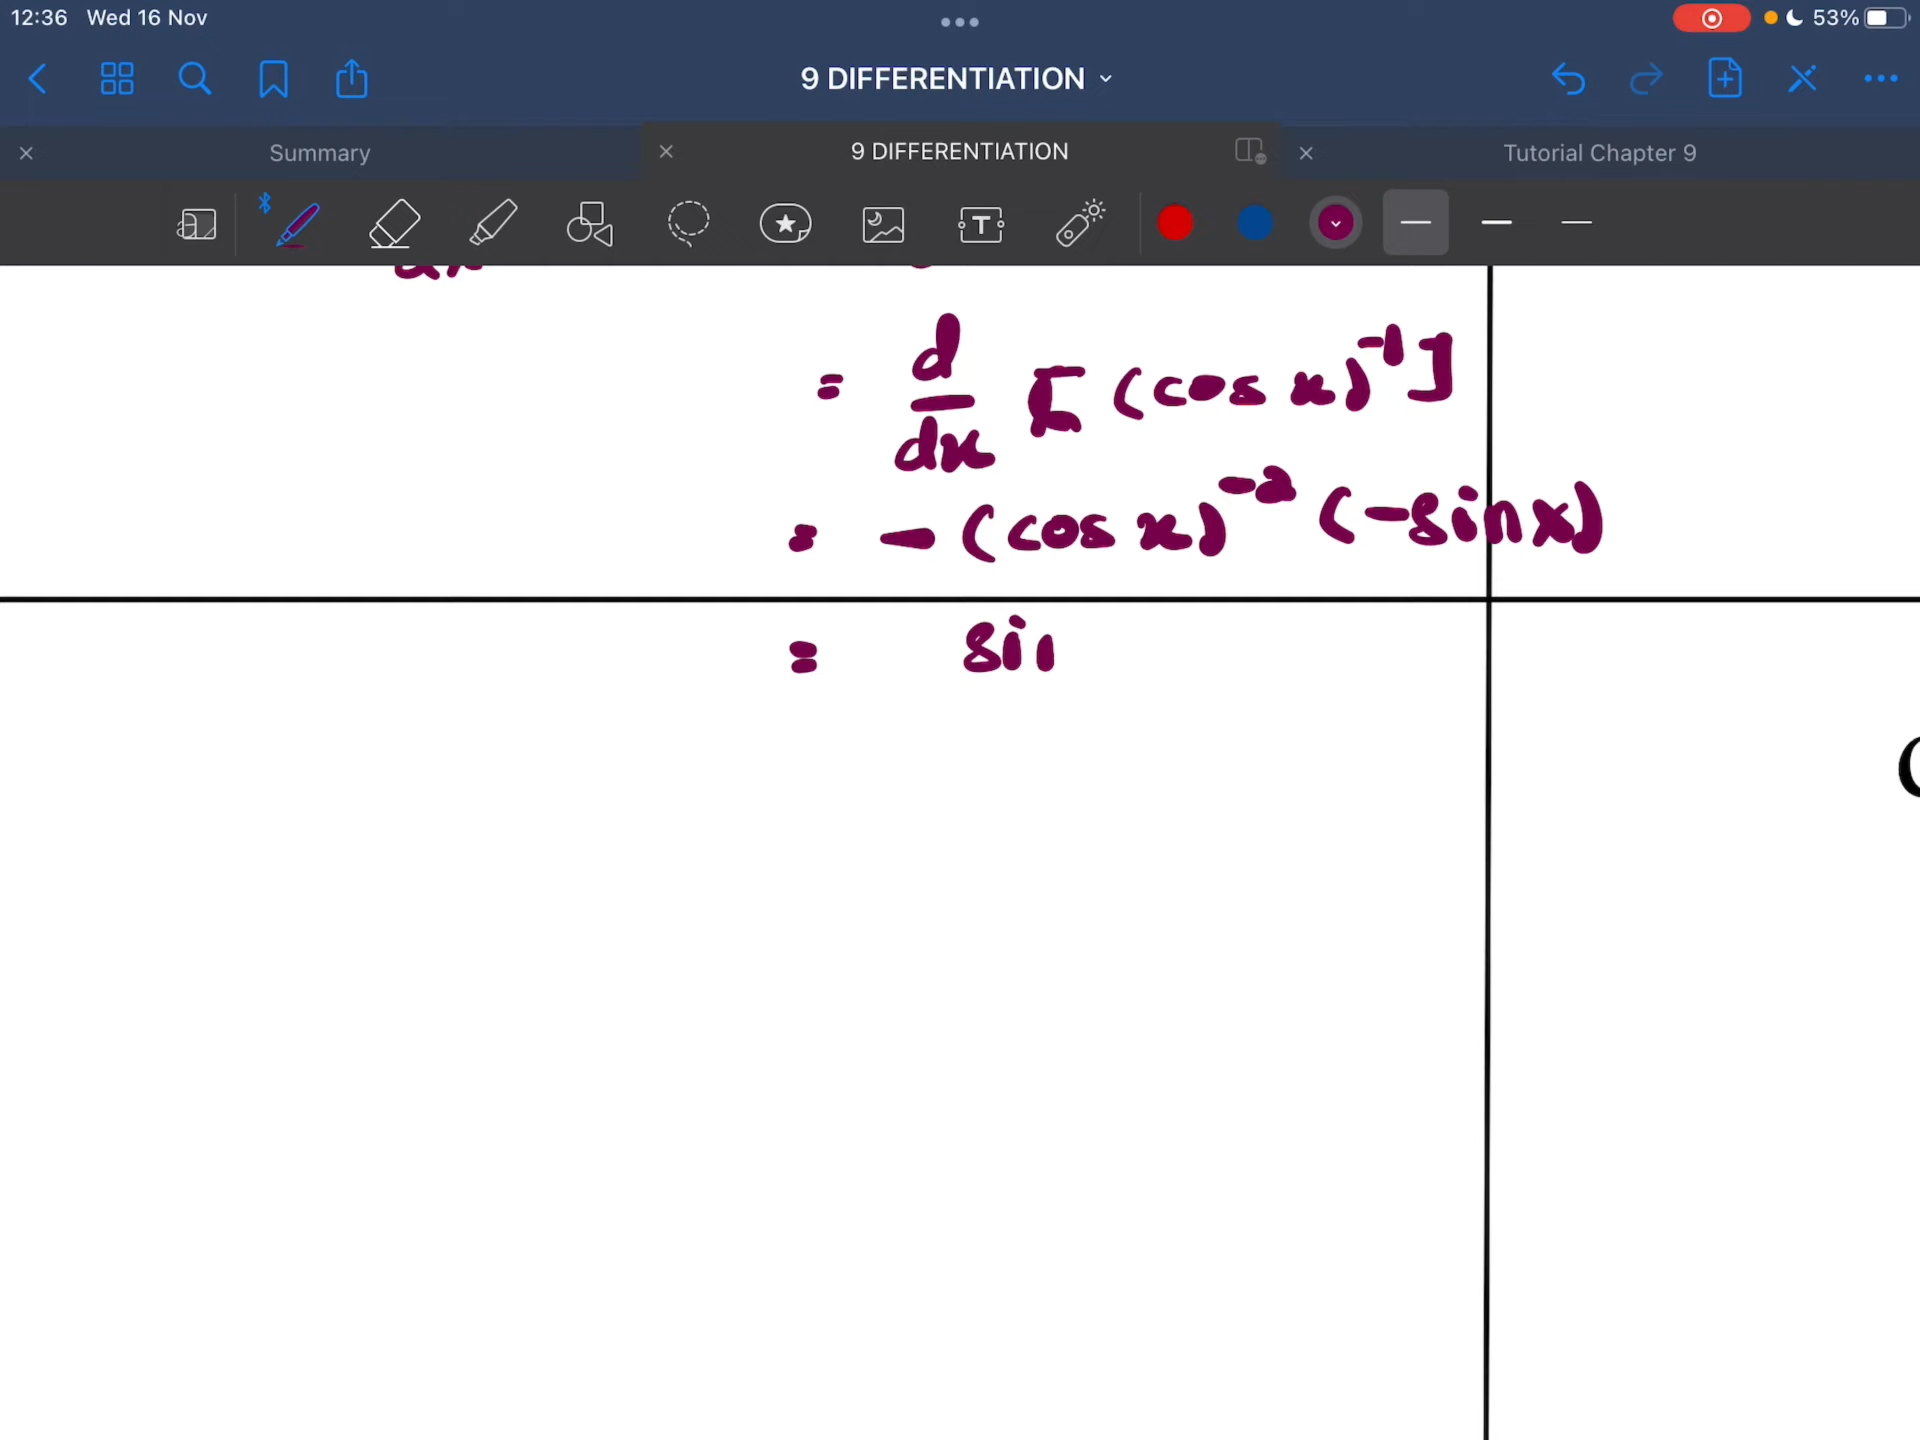 12:36 Wed 16 Nov
53%
9 DIFFERENTIATION
Summary
9 DIFFERENTIATION
Tutorial Chapter 9
T
= d/dx [(cos x)^-1]
= -(cos x)^-2 (-sin x)
= sin